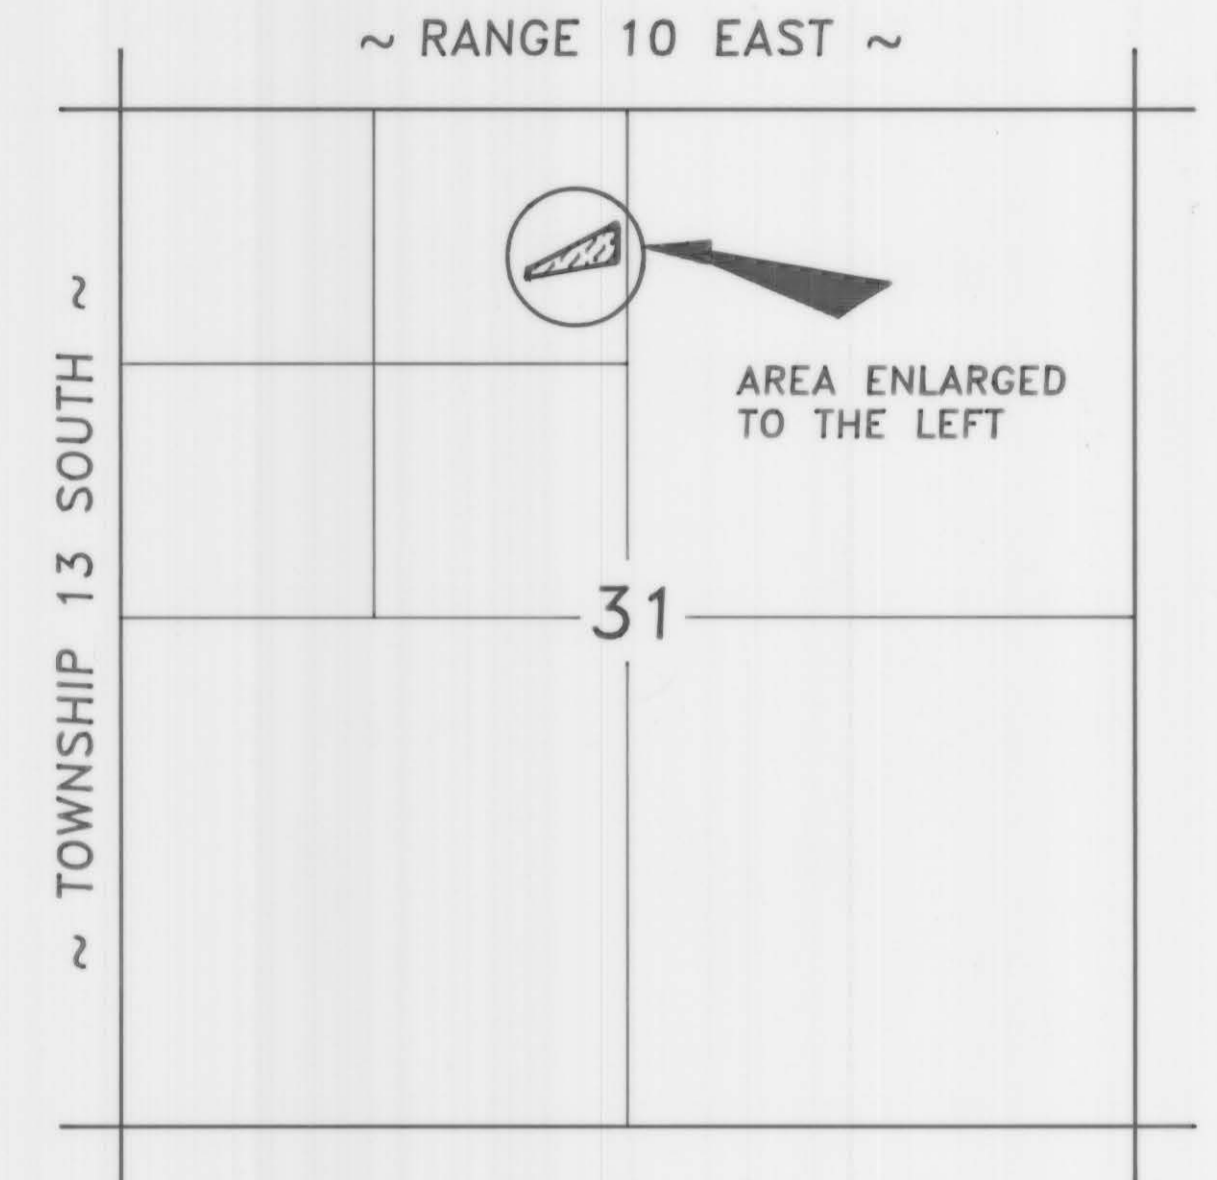 ~ RANGE 10 EAST ~
~ TOWNSHIP 13 SOUTH ~
AREA ENLARGED
TO THE LEFT
31